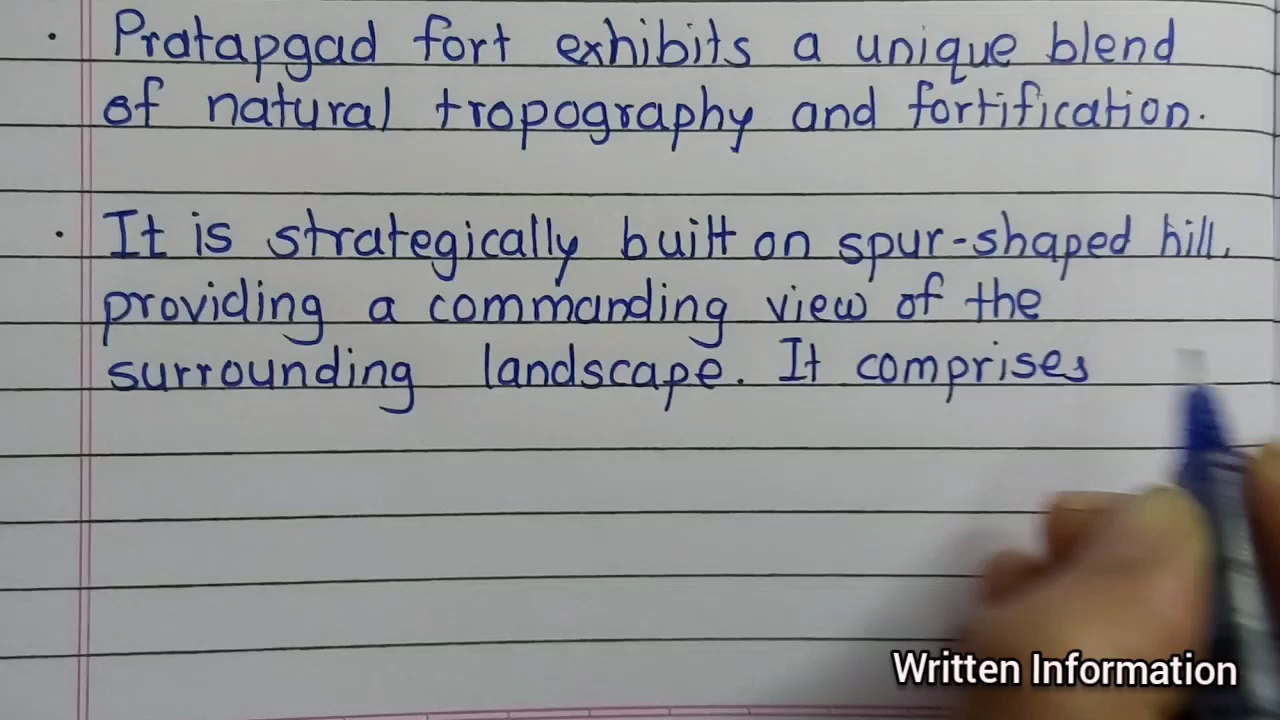 • Pratapgad fort exhibits a unique blend
of natural tropography and fortification.
• It is strategically built on spur-shaped hill,
providing a commanding view of the
surrounding landscape. It comprises
Written Information